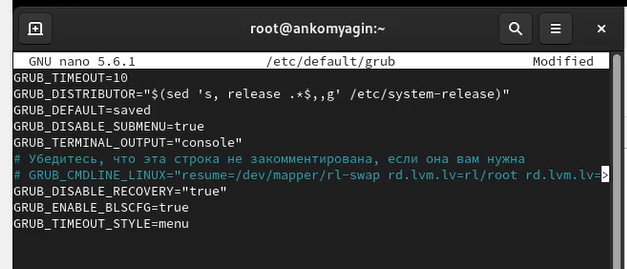 root@ankomyagin:~
GNU nano 5.6.1 /etc/default/grub Modified
GRUB_TIMEOUT=10
GRUB_DISTRIBUTOR="$(sed 's, release .*$,,g' /etc/system-release)"
GRUB_DEFAULT=saved
GRUB_DISABLE_SUBMENU=true
GRUB_TERMINAL_OUTPUT="console"
# Убедитесь, что эта строка не закомментирована, если она вам нужна
# GRUB_CMDLINE_LINUX="resume=/dev/mapper/rl-swap rd.lvm.lv=rl/root rd.lvm.lv=>
GRUB_DISABLE_RECOVERY="true"
GRUB_ENABLE_BLSCFG=true
GRUB_TIMEOUT_STYLE=menu